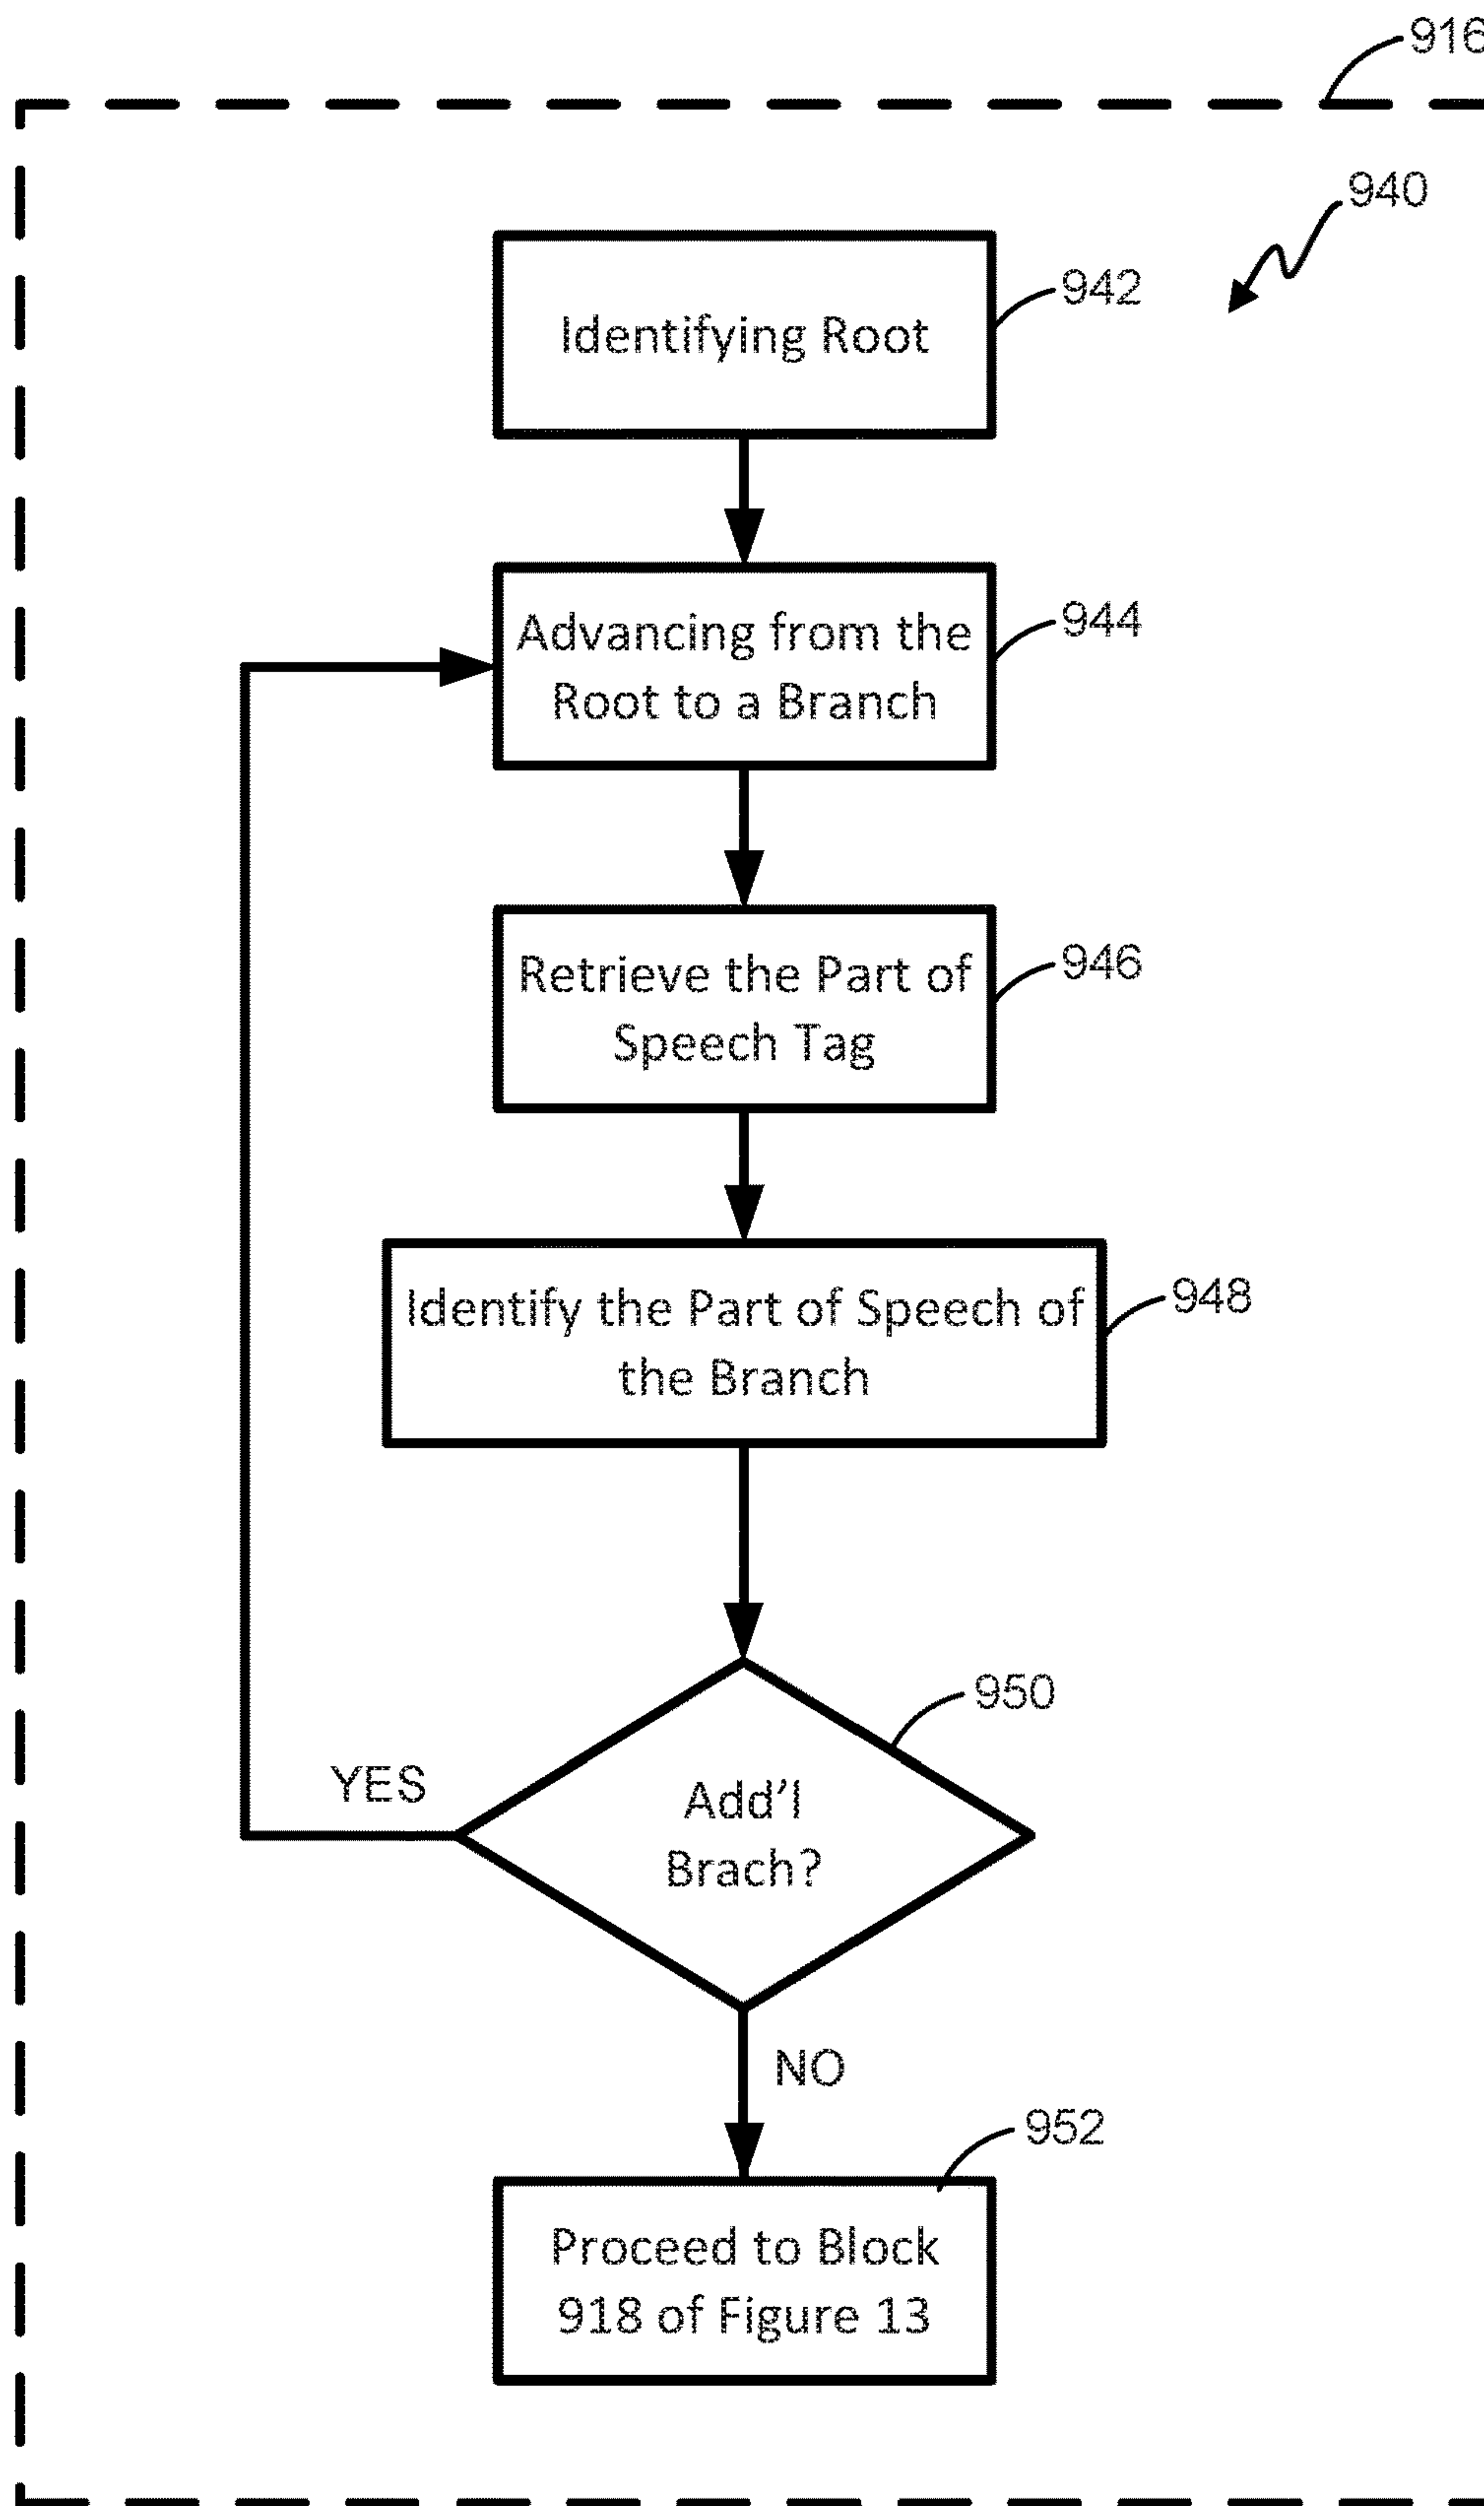 916
940
942
Identifying Root
944
Advancing from the
Root to a Branch
946
Retrieve the Part of
Speech Tag
948
Identify the Part of Speech of
the Branch
950
YES
Add'l
Brach?
NO
952
Proceed to Block
918 of Figure 13